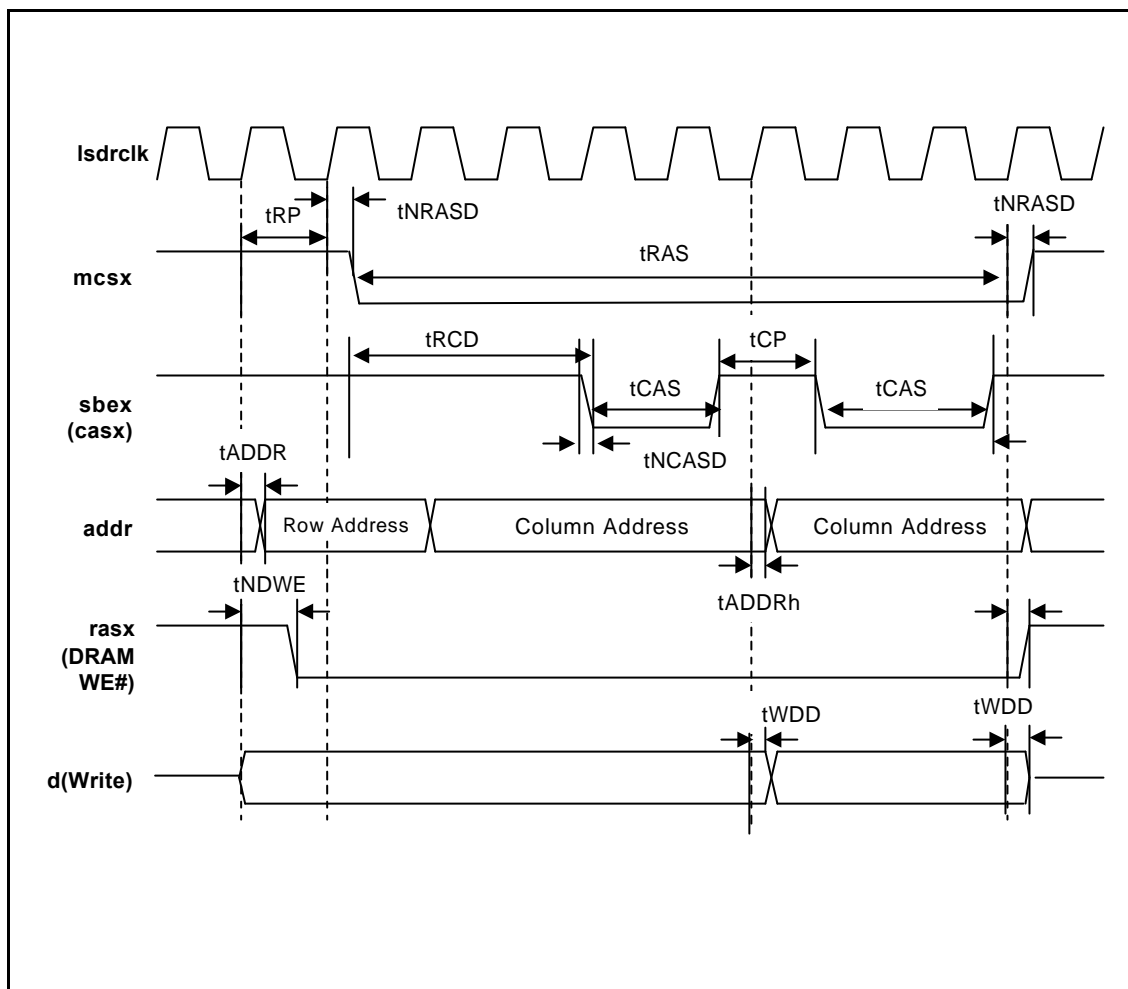 lsdrclk
tRP
tNRASD
tNRASD
mcsx
tRAS
tRCD
tCP
sbex
(casx)
tCAS
tCAS
tADDR
tNCASD
addr
Row Address
Column Address
Column Address
tNDWE
tADDRh
rasx
(DRAM
WE#)
tWDD
tWDD
d(Write)